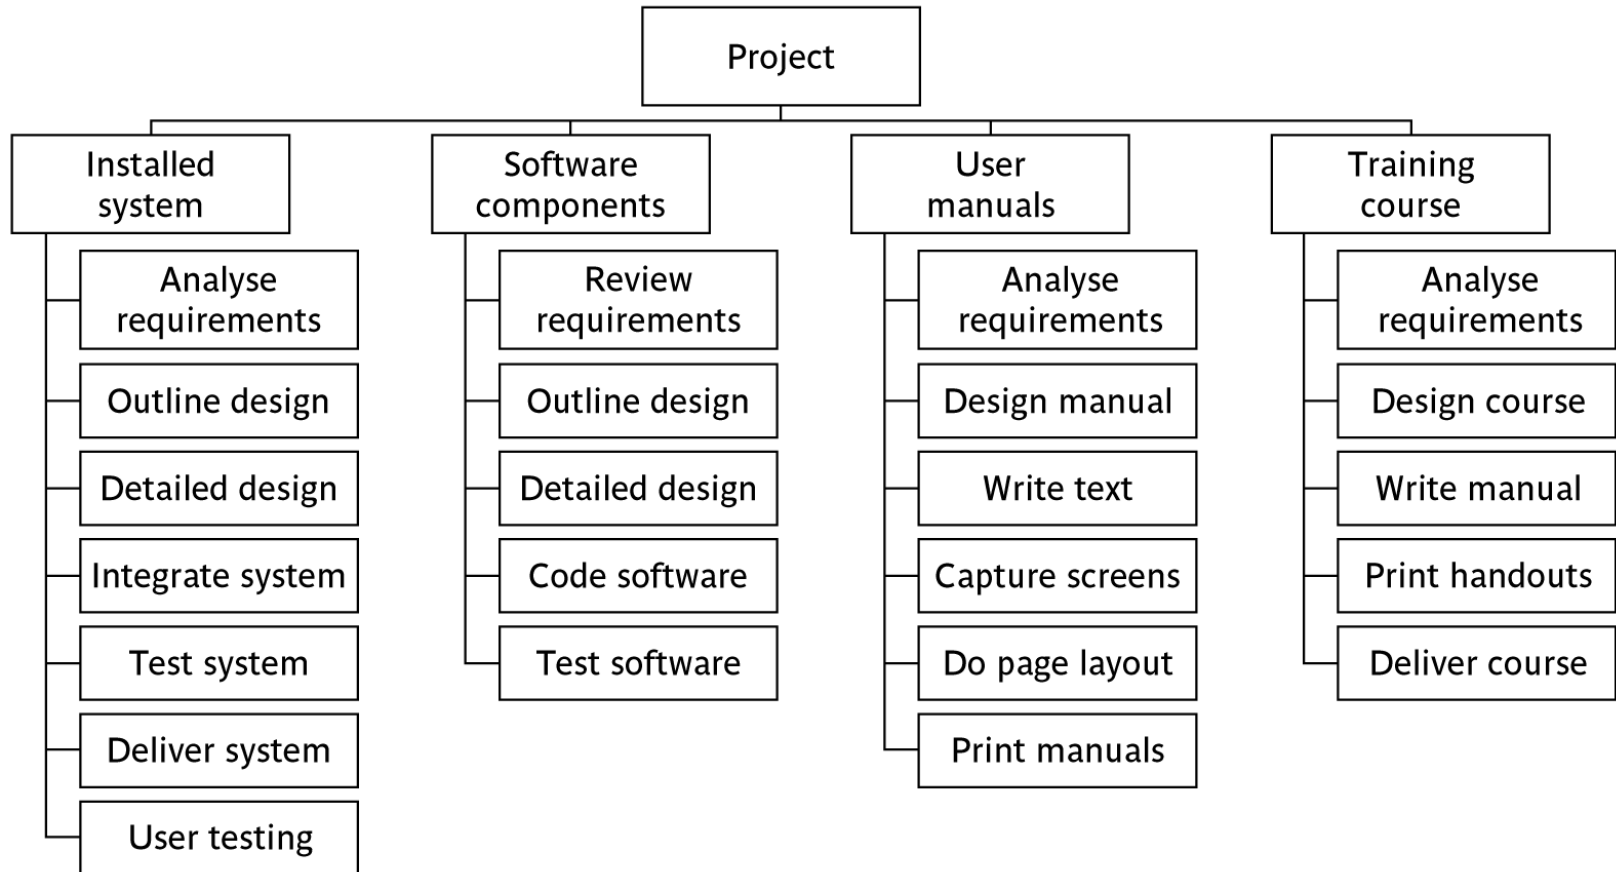 Project
Installed
system
Analyse
requirements
Outline design
Detailed design
Integrate system
Test system
Deliver system
User testing
Software
components
Review
requirements
Outline design
Detailed design
Code software
Test software
User
manuals
Analyse
requirements
Design manual
Write text
Capture screens
Do page layout
Print manuals
Training
course
Analyse
requirements
Design course
Write manual
Print handouts
Deliver course